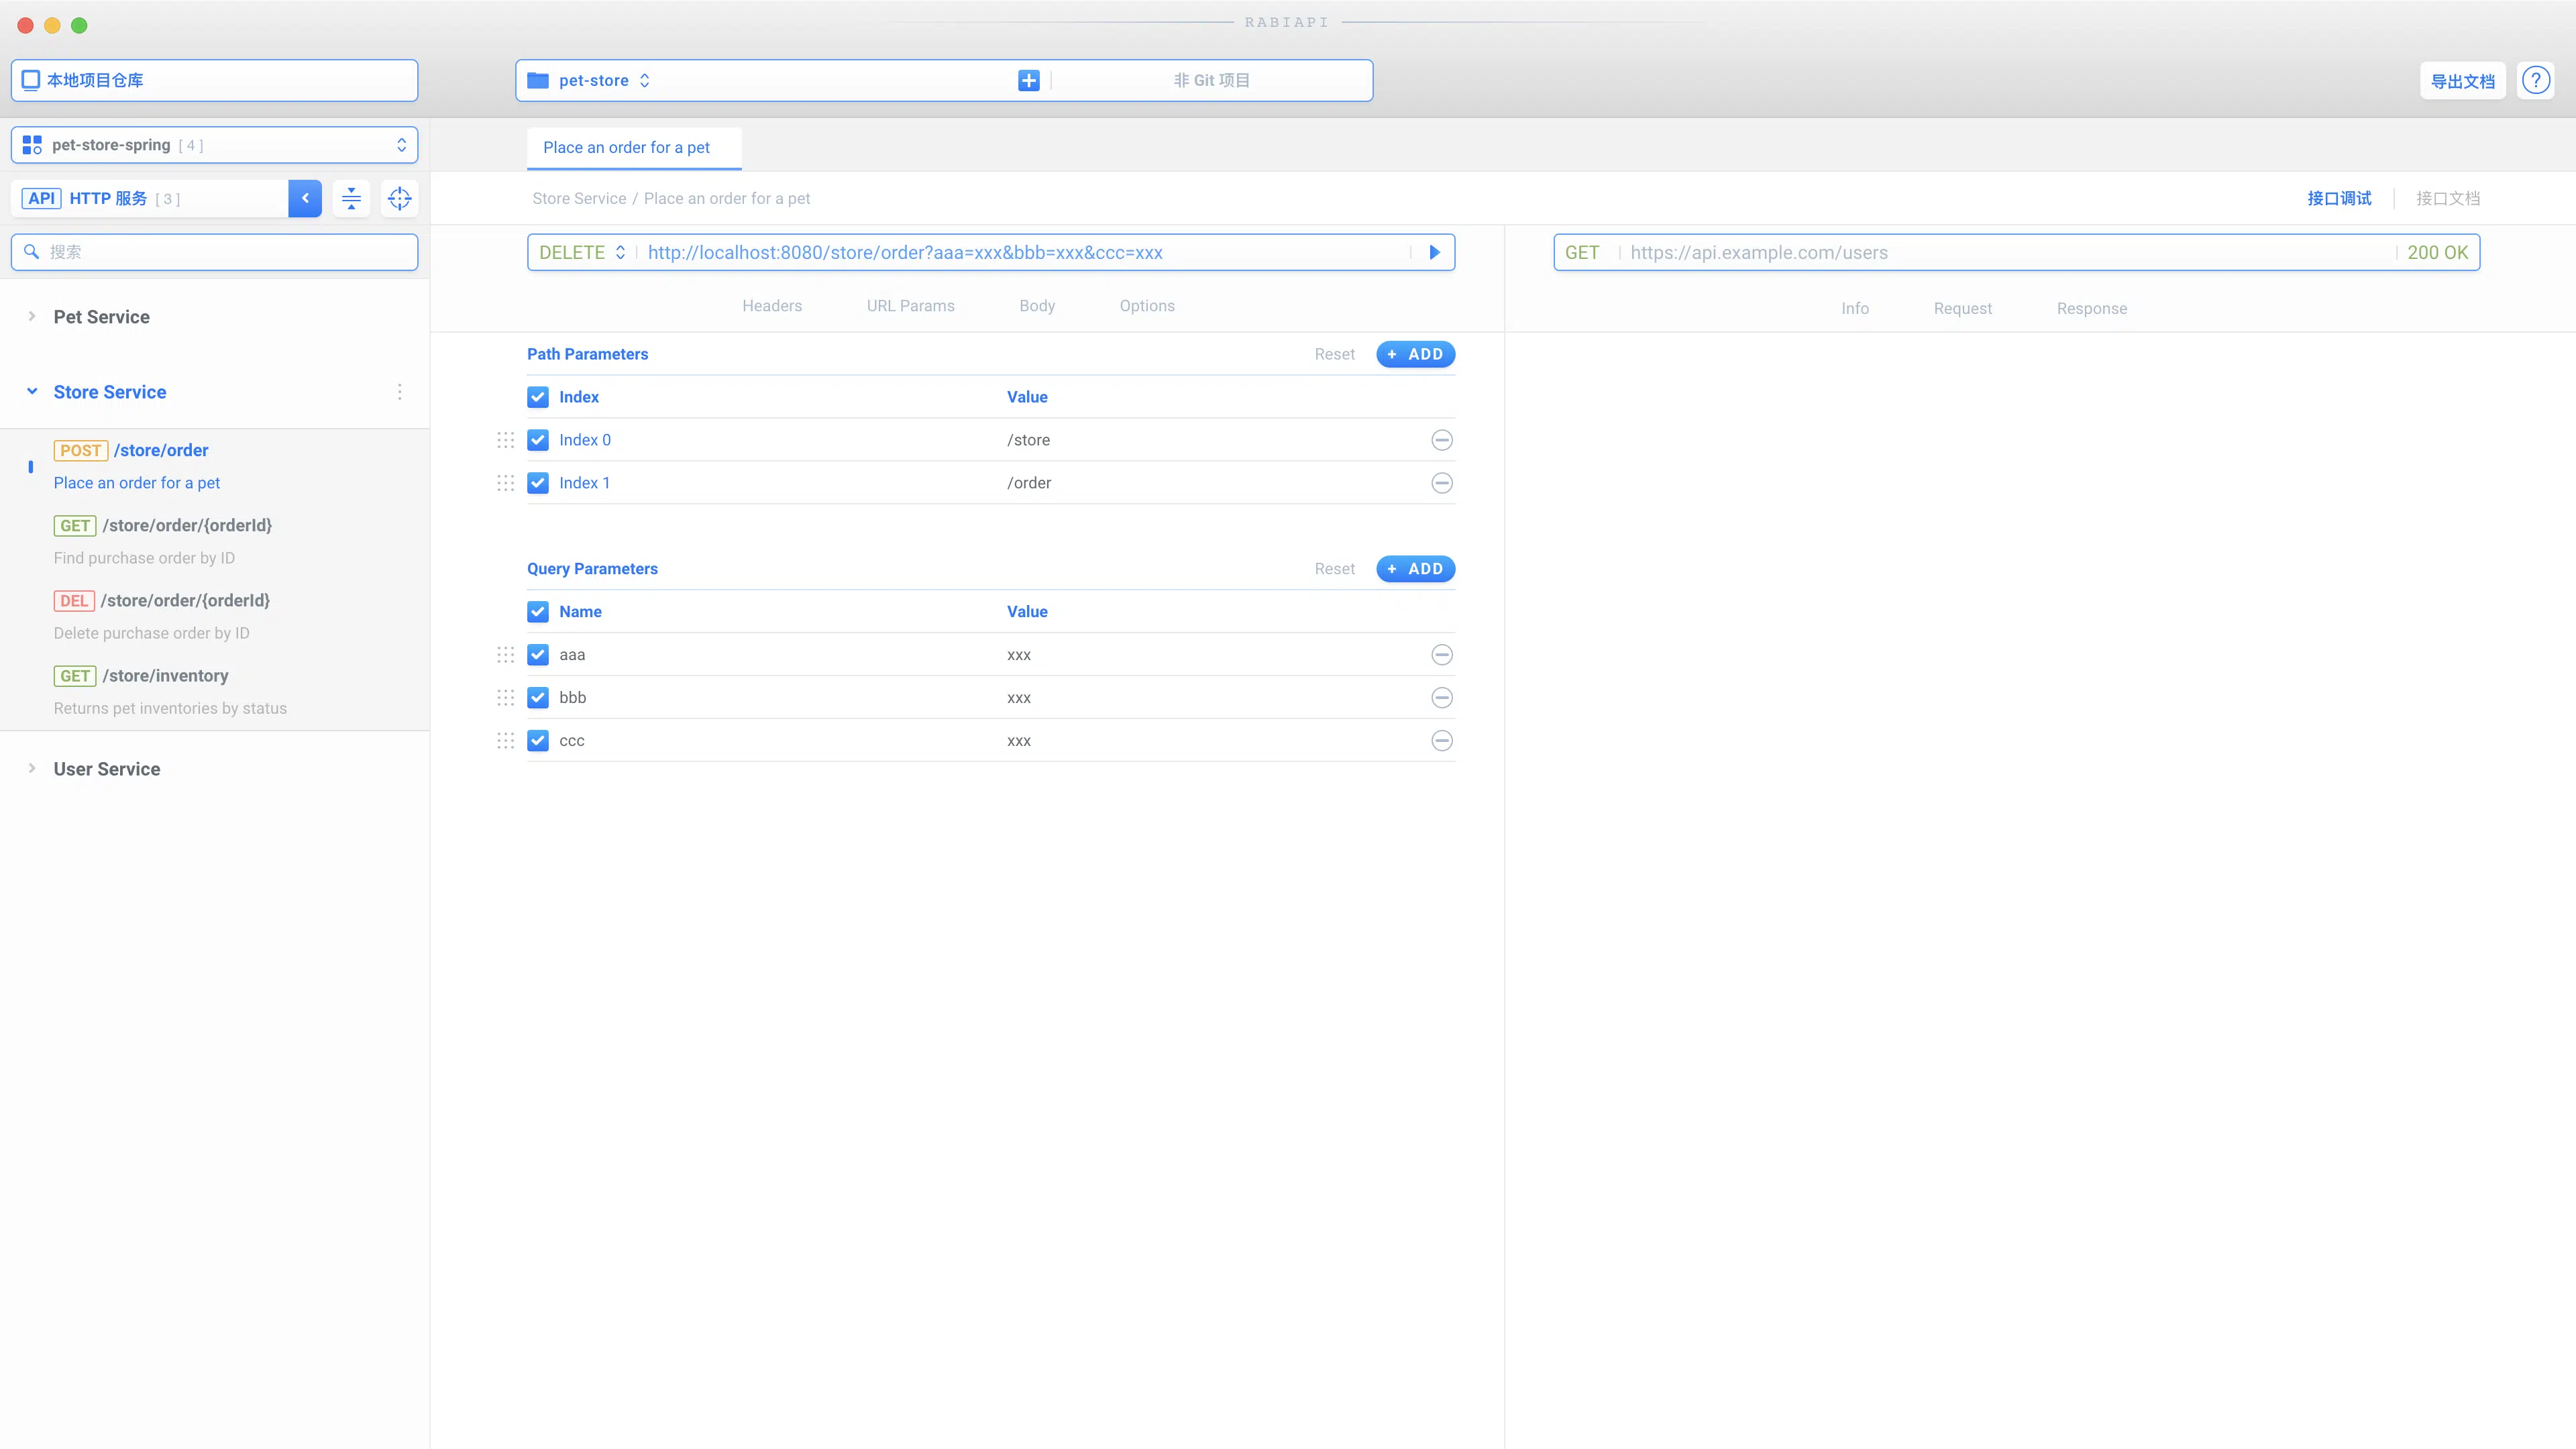 RABIAPI
本地项目仓库
pet-store
非 Git 项目
导出文档
?
pet-store-spring [ 4 ]
API HTTP 服务 [ 3 ]
搜索
Pet Service
Store Service
POST /store/order
Place an order for a pet
GET /store/order/{orderId}
Find purchase order by ID
DEL /store/order/{orderId}
Delete purchase order by ID
GET /store/inventory
Returns pet inventories by status
User Service
Place an order for a pet
Store Service / Place an order for a pet
接口调试
接口文档
DELETE http://localhost:8080/store/order?aaa=xxx&bbb=xxx&ccc=xxx
Headers URL Params Body Options
Path Parameters Reset + ADD
Index Value
Index 0 /store
Index 1 /order
Query Parameters Reset + ADD
Name Value
aaa xxx
bbb xxx
ccc xxx
GET https://api.example.com/users 200 OK
Info Request Response